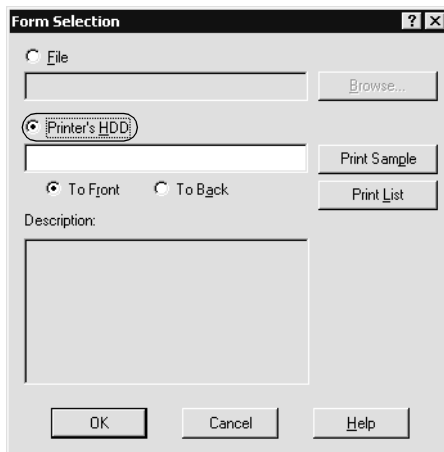 Form Selection
File
Browse...
Printer's HDD
Print Sample
To Front To Back
Print List
Description:
OK Cancel Help